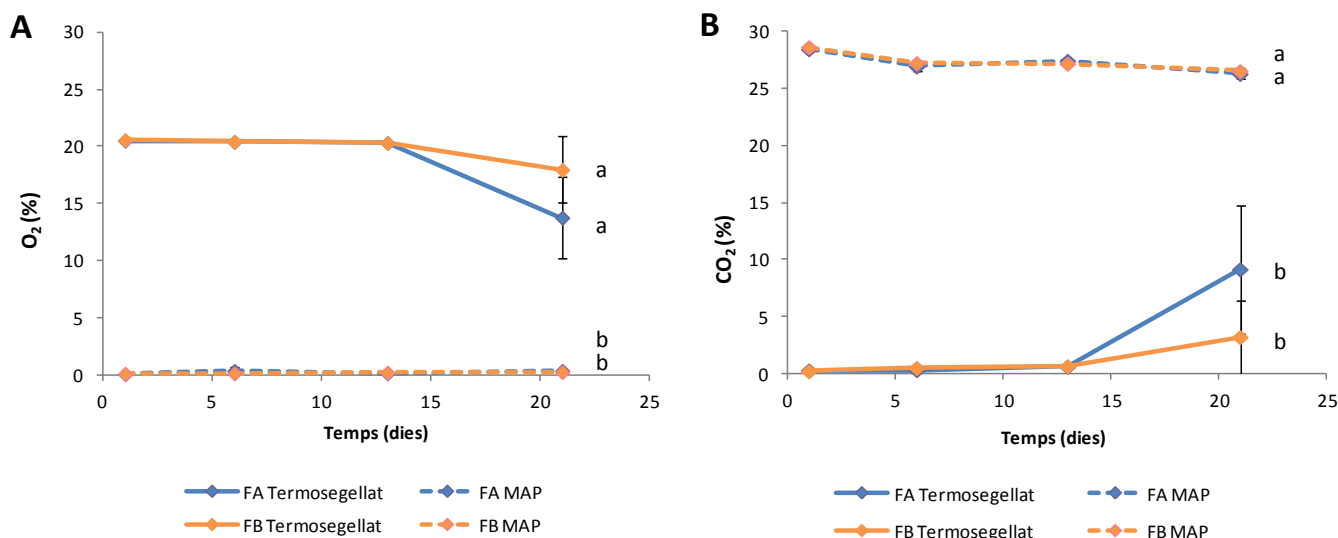 A
30
25
20
15
10
5
0
O2 (%)
a
a
b
b
0 5 10 15 20 25
Temps (dies)
FA Termosegellat FA MAP
FB Termosegellat FB MAP
B
30
25
20
15
10
5
0
CO2 (%)
a
a
b
b
0 5 10 15 20 25
Temps (dies)
FA Termosegellat FA MAP
FB Termosegellat FB MAP